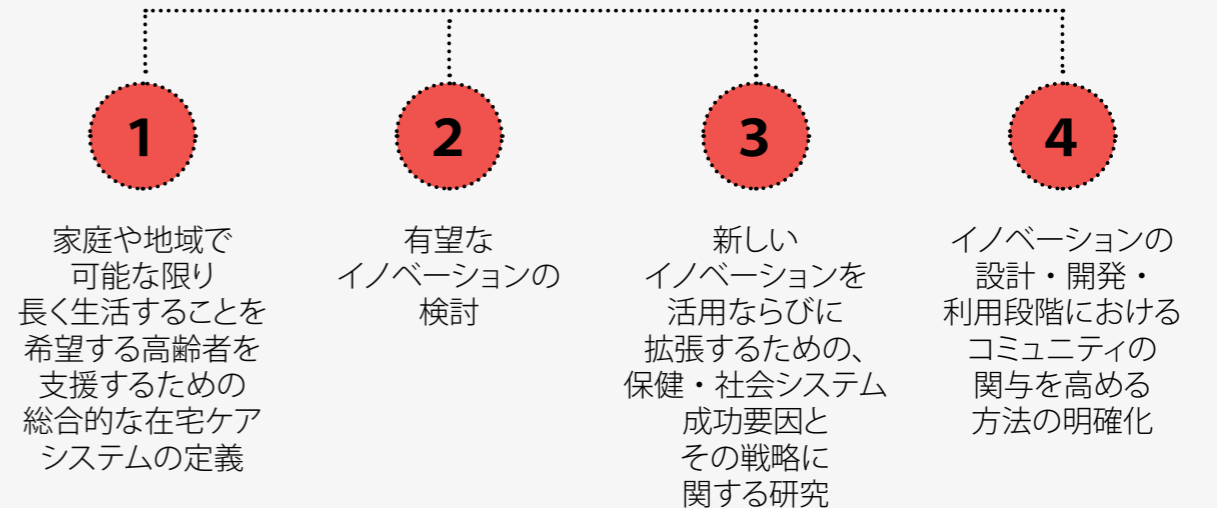 1
家庭や地域で
可能な限り
長く生活することを
希望する高齢者を
支援するための
総合的な在宅ケア
システムの定義
2
有望な
イノベーションの
検討
3
新しい
イノベーションを
活用ならびに
拡張するための、
保健・社会システム
成功要因と
その戦略に
関する研究
4
イノベーションの
設計・開発・
利用段階における
コミュニティの
関与を高める
方法の明確化